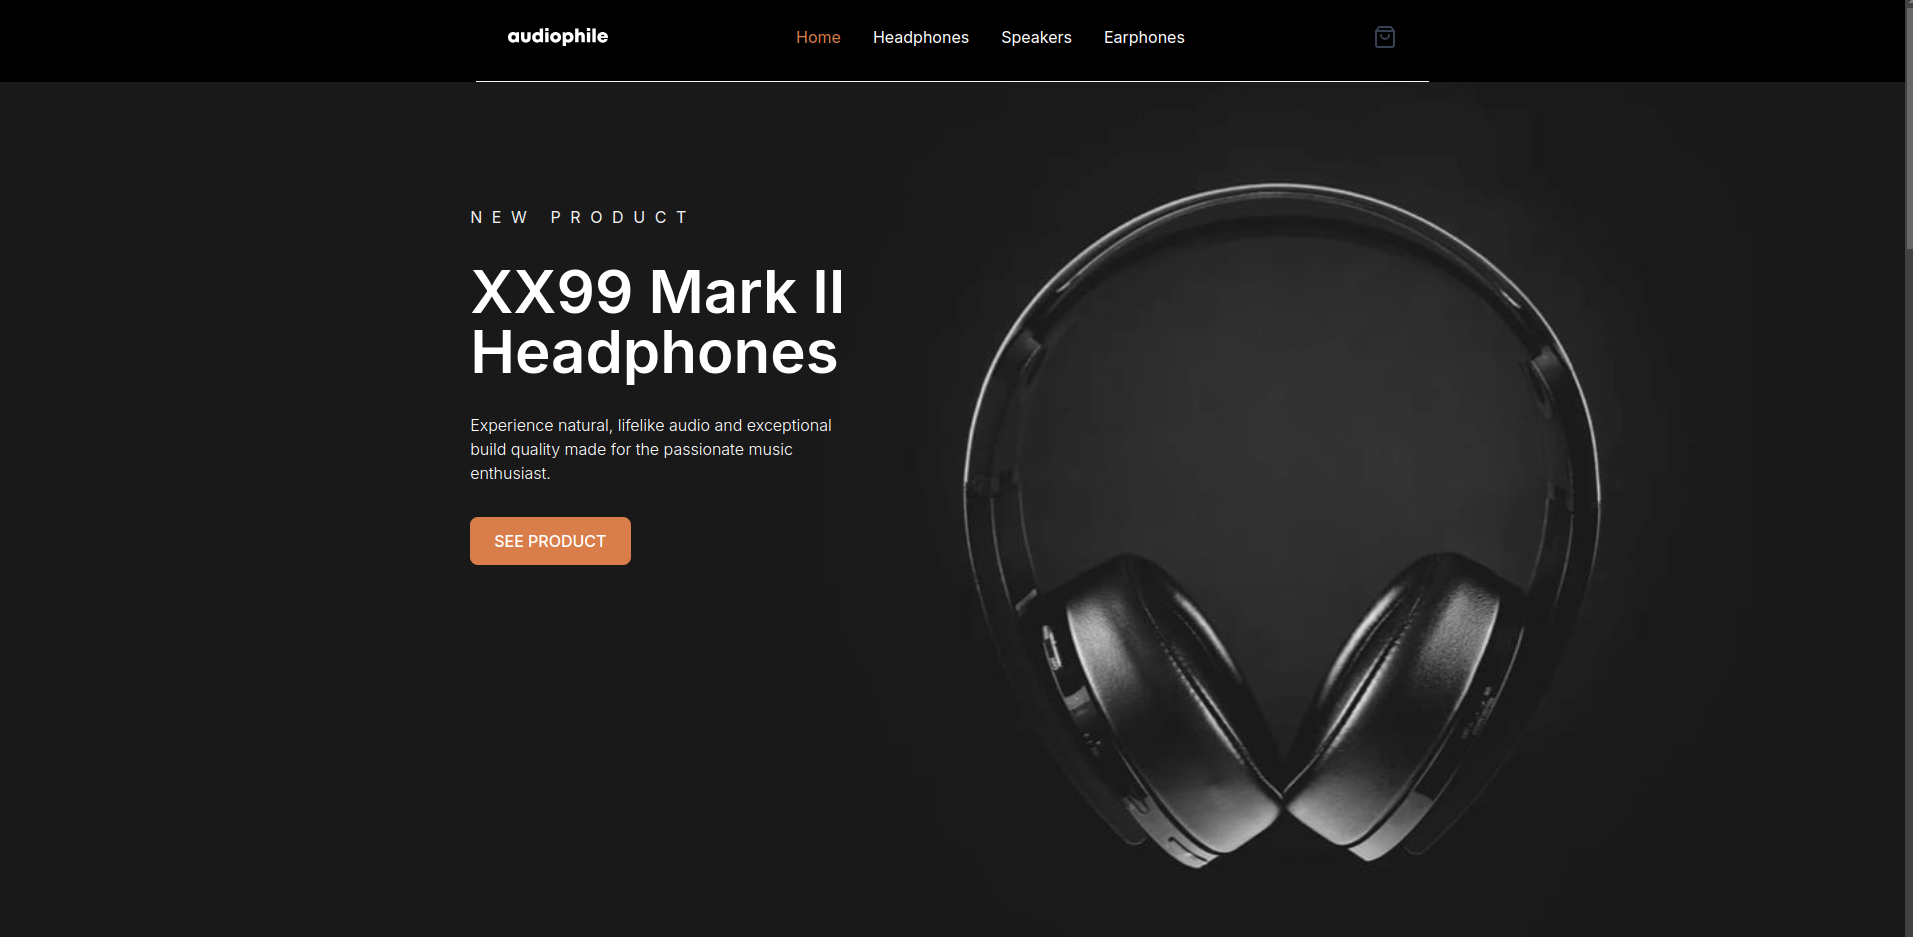 audiophile
Home Headphones Speakers Earphones
NEW PRODUCT
XX99 Mark II
Headphones
Experience natural, lifelike audio and exceptional
build quality made for the passionate music
enthusiast.
SEE PRODUCT